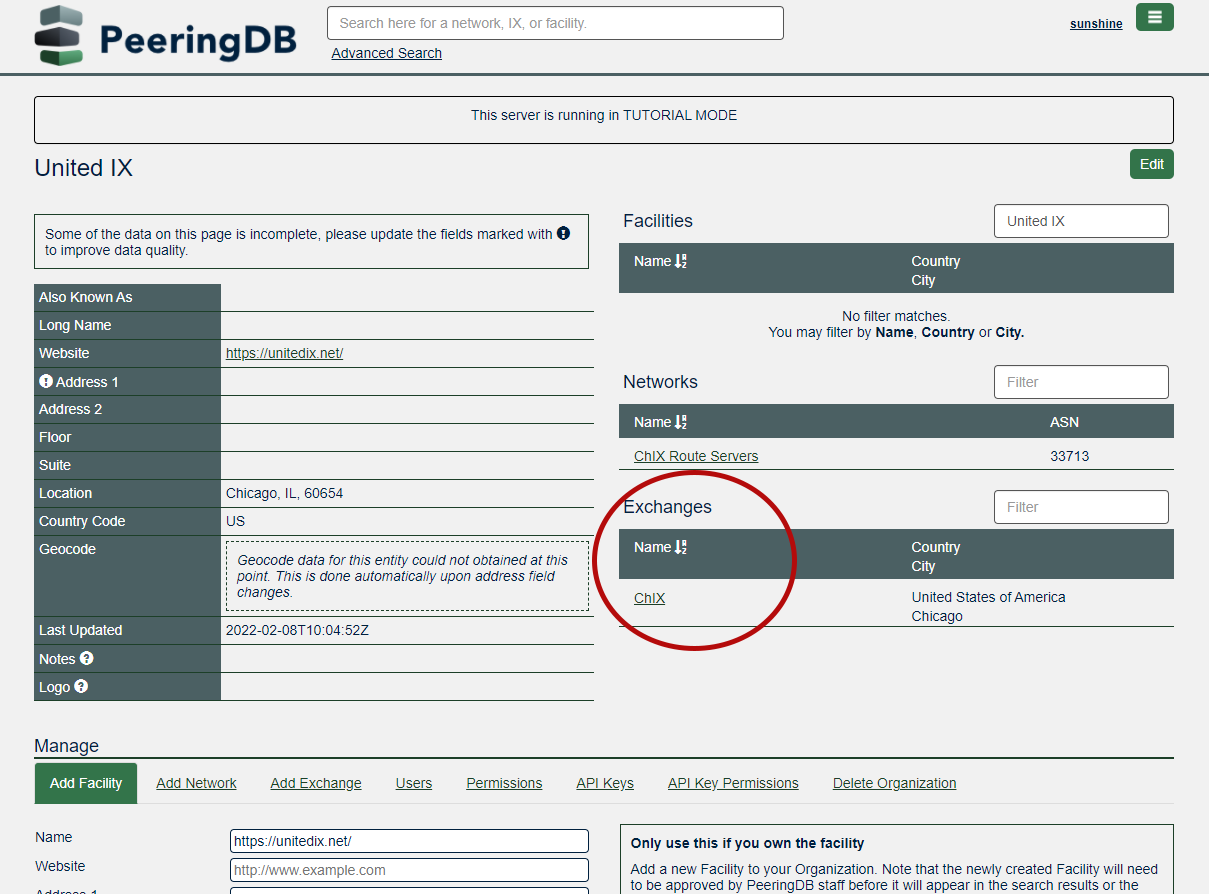 PeeringDB
Search here for a network, IX, or facility.
Advanced Search
sunshine
This server is running in TUTORIAL MODE
United IX
Edit
Some of the data on this page is incomplete, please update the fields marked with
to improve data quality.
Also Known As
Long Name
Website https://unitedix.net/
Address 1
Address 2
Floor
Suite
Location Chicago, IL, 60654
Country Code US
Geocode Geocode data for this entity could not obtained at this
point. This is done automatically upon address field
changes.
Last Updated 2022-02-08T10:04:52Z
Notes
Logo
Facilities United IX
Name Country
City
No filter matches.
You may filter by Name, Country or City.
Networks Filter
Name ASN
ChIX Route Servers 33713
Exchanges Filter
Name Country
City
ChIX United States of America
Chicago
Manage
Add Facility Add Network Add Exchange Users Permissions API Keys API Key Permissions Delete Organization
Name https://unitedix.net/
Website http://www.example.com
Address 1
Only use this if you own the facility
Add a new Facility to your Organization. Note that the newly created Facility will need
to be approved by PeeringDB staff before it will appear in the search results or the